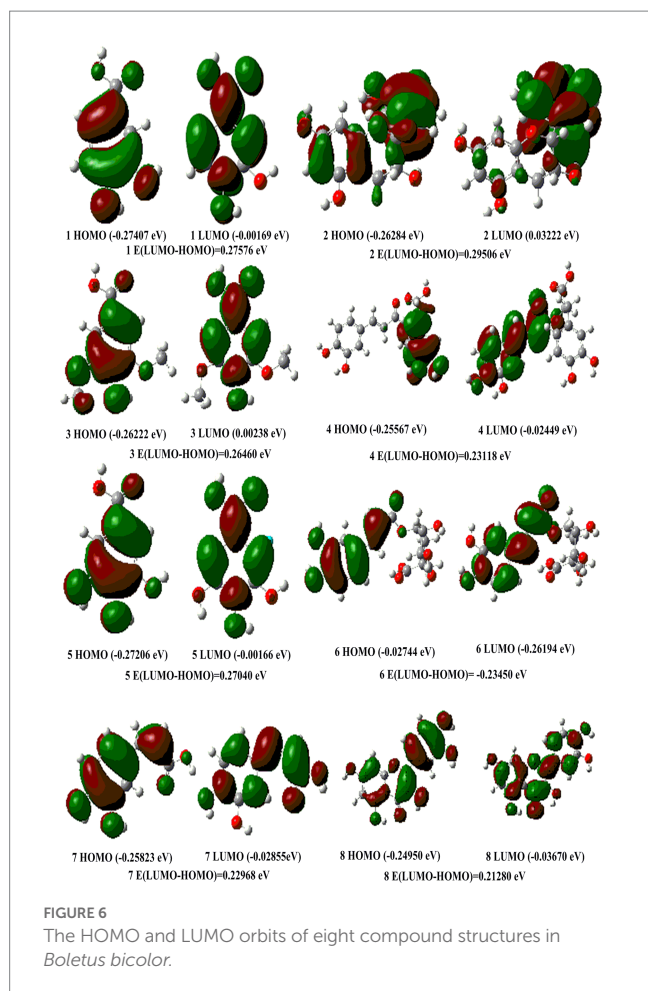 1 HOMO (-0.27407 eV) 1 LUMO (-0.00169 eV) 2 HOMO (-0.26284 eV) 2 LUMO (0.03222 eV)
1 E(LUMO-HOMO)=0.27576 eV 2 E(LUMO-HOMO)=0.29506 eV
3 HOMO (-0.26222 eV) 3 LUMO (0.00238 eV) 4 HOMO (-0.25567 eV) 4 LUMO (-0.02449 eV)
3 E(LUMO-HOMO)=0.26460 eV 4 E(LUMO-HOMO)=0.23118 eV
5 HOMO (-0.27206 eV) 5 LUMO (-0.00166 eV) 6 HOMO (-0.02744 eV) 6 LUMO (-0.26194 eV)
5 E(LUMO-HOMO)=0.27040 eV 6 E(LUMO-HOMO)= -0.23450 eV
7 HOMO (-0.25823 eV) 7 LUMO (-0.02855eV) 8 HOMO (-0.24950 eV) 8 LUMO (-0.03670 eV)
7 E(LUMO-HOMO)=0.22968 eV 8 E(LUMO-HOMO)=0.21280 eV
FIGURE 6
The HOMO and LUMO orbits of eight compound structures in
Boletus bicolor.